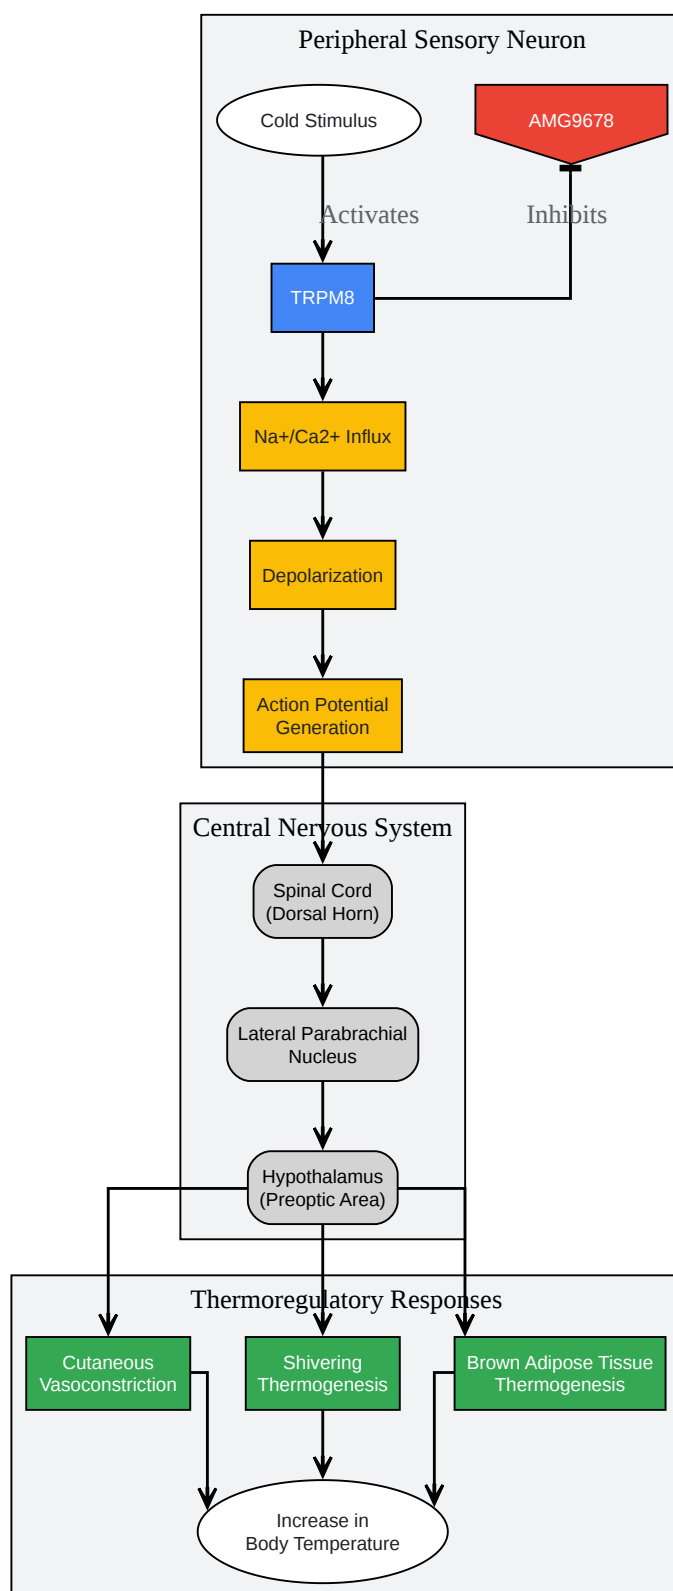 Peripheral Sensory Neuron
Cold Stimulus
AMG9678
Activates
Inhibits
TRPM8
Na+/Ca2+ Influx
Depolarization
Action Potential
Generation
Central Nervous System
Spinal Cord
(Dorsal Horn)
Lateral Parabrachial
Nucleus
Hypothalamus
(Preoptic Area)
Thermoregulatory Responses
Cutaneous
Vasoconstriction
Shivering
Thermogenesis
Brown Adipose Tissue
Thermogenesis
Increase in
Body Temperature